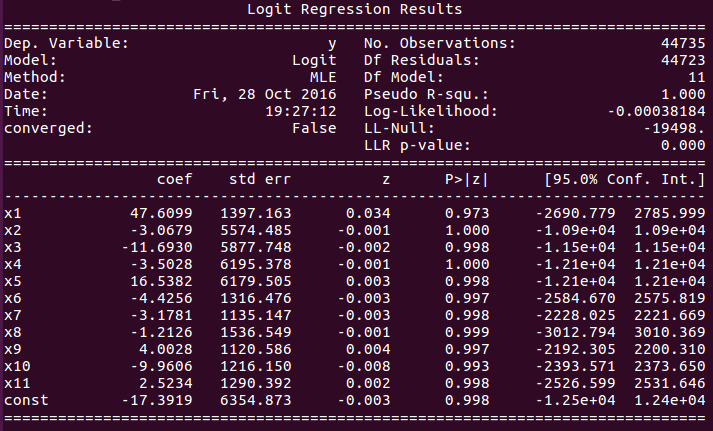 Logit Regression Results
==============================================================================
Dep. Variable: y No. Observations: 44735
Model: Logit Df Residuals: 44723
Method: MLE Df Model: 11
Date: Fri, 28 Oct 2016 Pseudo R-squ.: 1.000
Time: 19:27:12 Log-Likelihood: -0.00038184
converged: False LL-Null: -19498.
LLR p-value: 0.000
==============================================================================
coef std err z P>|z| [95.0% Conf. Int.]
------------------------------------------------------------------------------
x1 47.6099 1397.163 0.034 0.973 -2690.779 2785.999
x2 -3.0679 5574.485 -0.001 1.000 -1.09e+04 1.09e+04
x3 -11.6930 5877.748 -0.002 0.998 -1.15e+04 1.15e+04
x4 -3.5028 6195.378 -0.001 1.000 -1.21e+04 1.21e+04
x5 16.5382 6179.505 0.003 0.998 -1.21e+04 1.21e+04
x6 -4.4256 1316.476 -0.003 0.997 -2584.670 2575.819
x7 -3.1781 1135.147 -0.003 0.998 -2228.025 2221.669
x8 -1.2126 1536.549 -0.001 0.999 -3012.794 3010.369
x9 4.0028 1120.586 0.004 0.997 -2192.305 2200.310
x10 -9.9606 1216.150 -0.008 0.993 -2393.571 2373.650
x11 2.5234 1290.392 0.002 0.998 -2526.599 2531.646
const -17.3919 6354.873 -0.003 0.998 -1.25e+04 1.24e+04
==============================================================================